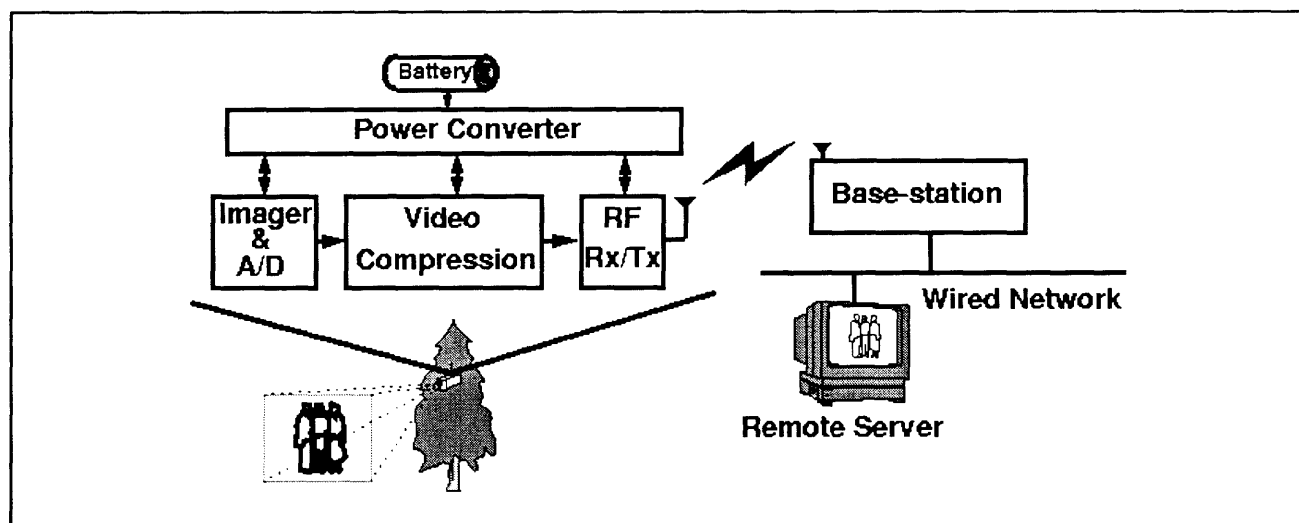 Battery
Power Converter
Imager
&
A/D
Video
Compression
RF
Rx/Tx
Base-station
Wired Network
Remote Server